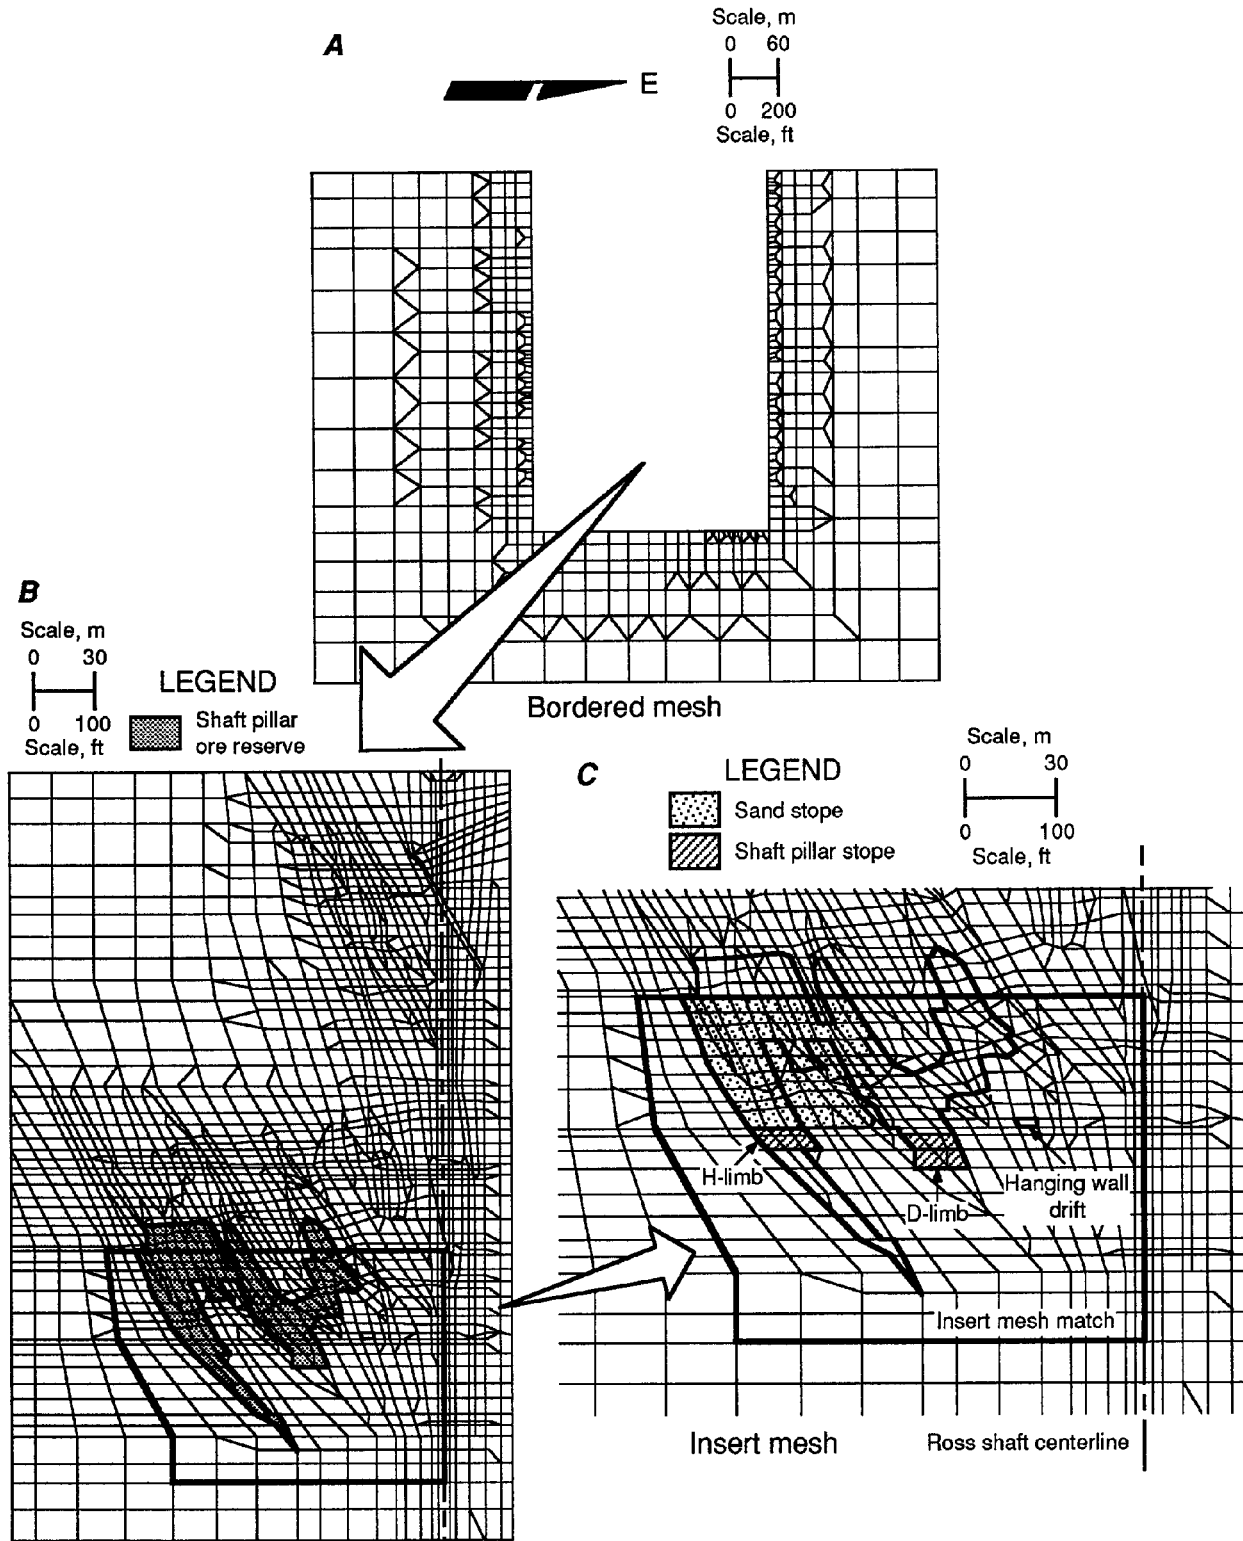 A
Scale, m
0 60
E
0 200
Scale, ft
Bordered mesh
B
Scale, m
0 30
0 100
Scale, ft
LEGEND
Shaft pillar
ore reserve
C
LEGEND
Sand stope
Shaft pillar stope
Scale, m
0 30
0 100
Scale, ft
H-limb
D-limb
Hanging wall
drift
Insert mesh match
Insert mesh
Ross shaft centerline